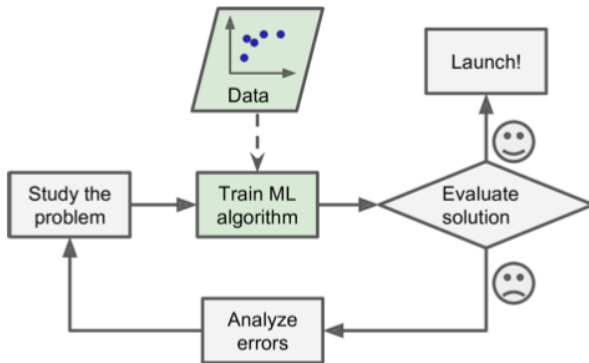 Data
Launch!
Study the
problem
Train ML
algorithm
Evaluate
solution
Analyze
errors